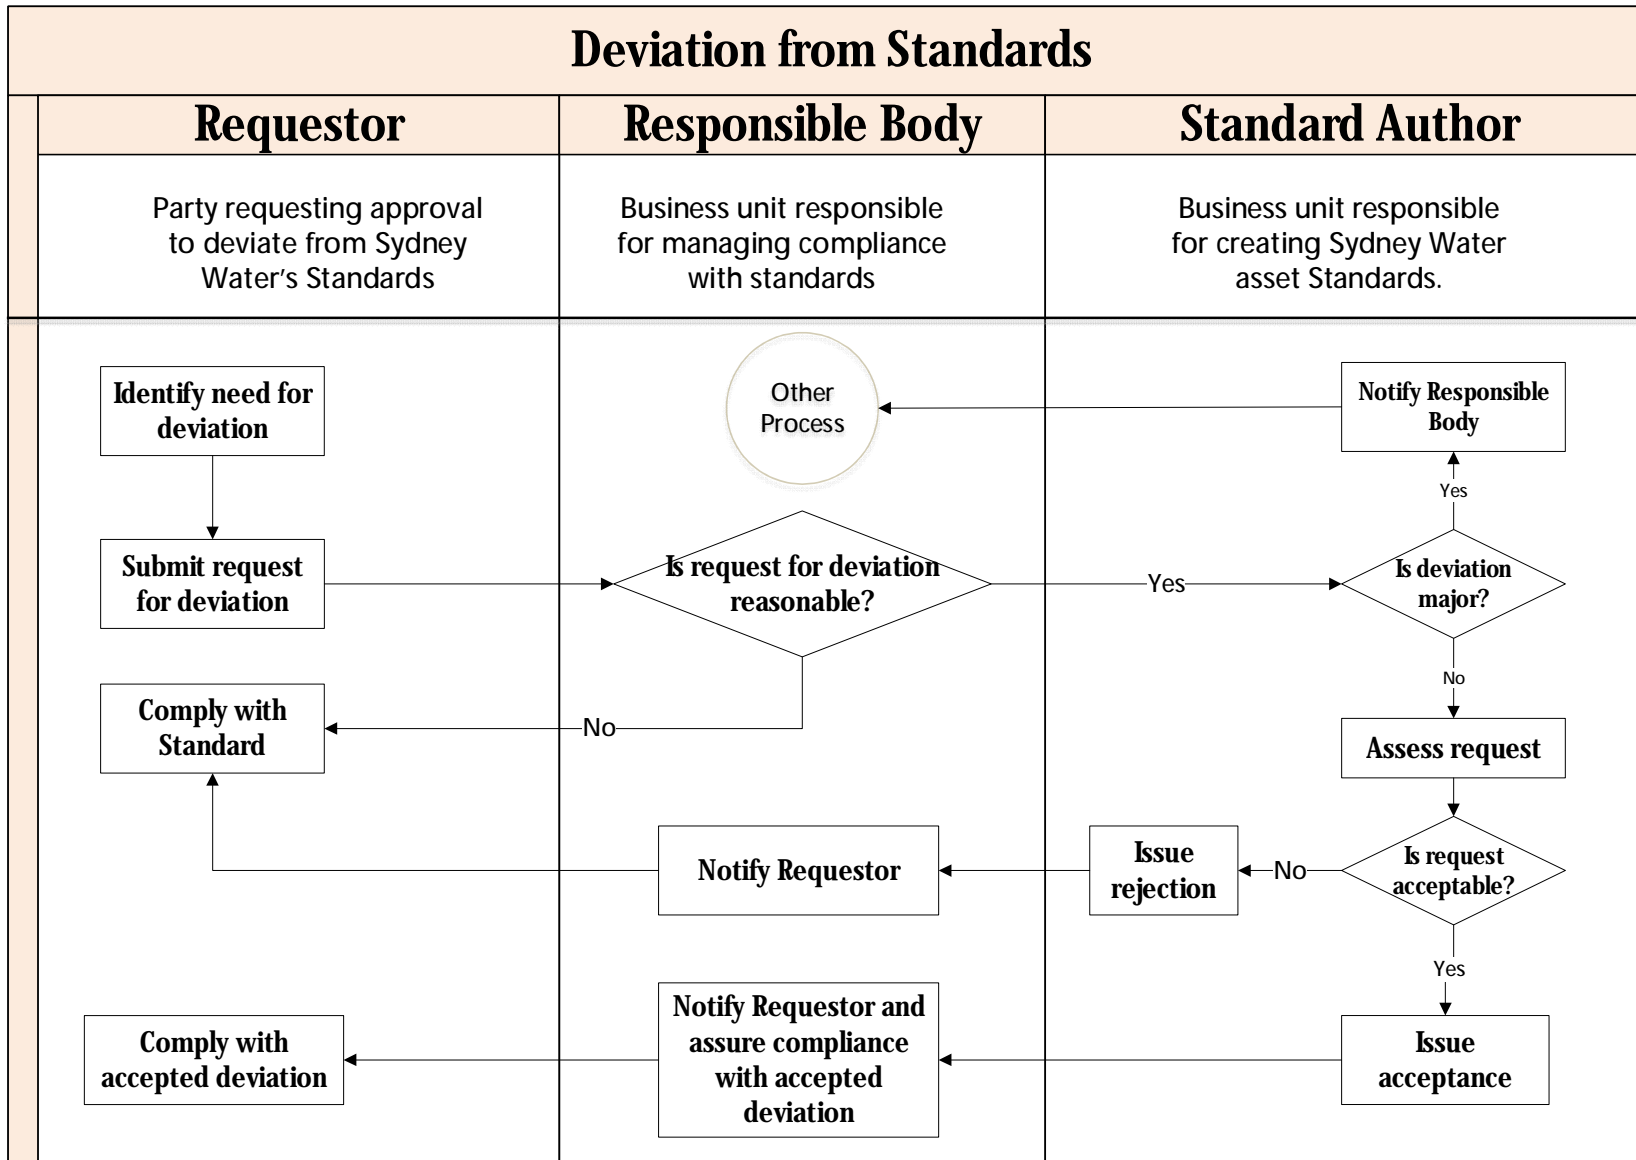 Deviation from Standards
Requestor
Responsible Body
Standard Author
Party requesting approval
to deviate from Sydney
Water's Standards
Business unit responsible
for managing compliance
with standards
Business unit responsible
for creating Sydney Water
asset Standards.
Identify need for
deviation
Other
Process
Notify Responsible
Body
Yes
Submit request
for deviation
Is request for deviation
reasonable?
Yes
Is deviation
major?
No
Comply with
Standard
No
Assess request
Notify Requestor
Issue
rejection
No
Is request
acceptable?
Yes
Comply with
accepted deviation
Notify Requestor and
assure compliance
with accepted
deviation
Issue
acceptance